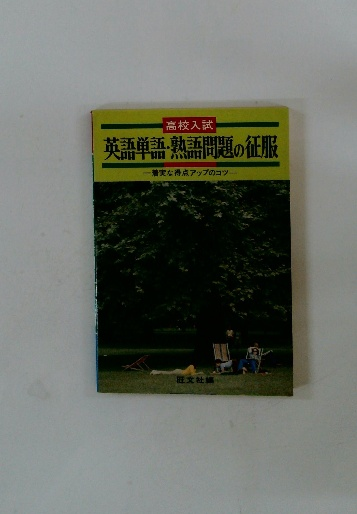 高校入試
英語単語・熟語問題の征服
―着実な得点アップのコツ―
旺文社編